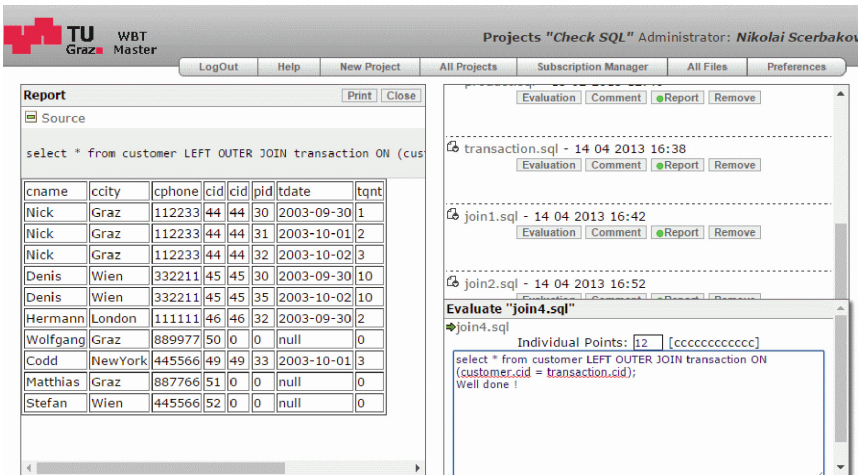 TU WBT
Graz Master
Projects "Check SQL" Administrator: Nikolai Scerbakov
LogOut Help New Project All Projects Subscription Manager All Files Preferences
Report Print Close
Source
select * from customer LEFT OUTER JOIN transaction ON (cus
cname ccity cphone cid cid pid tdate tqnt
Nick Graz 112233 44 44 30 2003-09-30 1
Nick Graz 112233 44 44 31 2003-10-01 2
Nick Graz 112233 44 44 32 2003-10-02 3
Denis Wien 332211 45 45 30 2003-09-30 10
Denis Wien 332211 45 45 35 2003-10-02 10
Hermann London 111111 46 46 32 2003-09-30 2
Wolfgang Graz 889977 50 0 0 null 0
Codd NewYork 445566 49 49 33 2003-10-01 3
Matthias Graz 887766 51 0 0 null 0
Stefan Wien 445566 52 0 0 null 0
Evaluation Comment Report Remove
transaction.sql - 14 04 2013 16:38
Evaluation Comment Report Remove
join1.sql - 14 04 2013 16:42
Evaluation Comment Report Remove
join2.sql - 14 04 2013 16:52
Evaluation Comment Report Remove
Evaluate "join4.sql"
join4.sql
Individual Points: 12 [cccccccccccc]
select * from customer LEFT OUTER JOIN transaction ON
(customer.cid = transaction.cid);
Well done !